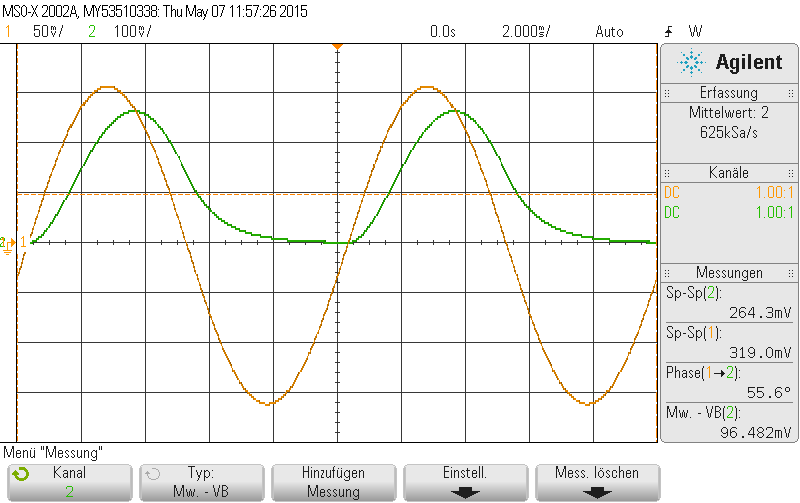 MSO-X 2002A, MY53510338: Thu May 07 11:57:26 2015
1 50%/ 2 100%/ 0.0s 2.000%/ Auto W
Agilent
Erfassung
Mittelwert: 2
625kSa/s
Kanäle
DC 1.00:1
DC 1.00:1
2 1
Messungen
Sp-Sp(2):
264.3mV
Sp-Sp(1):
319.0mV
Phase(1→2):
55.6°
Mw. - VB(2):
96.482mV
Menü "Messung"
Kanal
2
Typ:
Mw. - VB
Hinzufügen
Messung
Einstell.
Mess. löschen